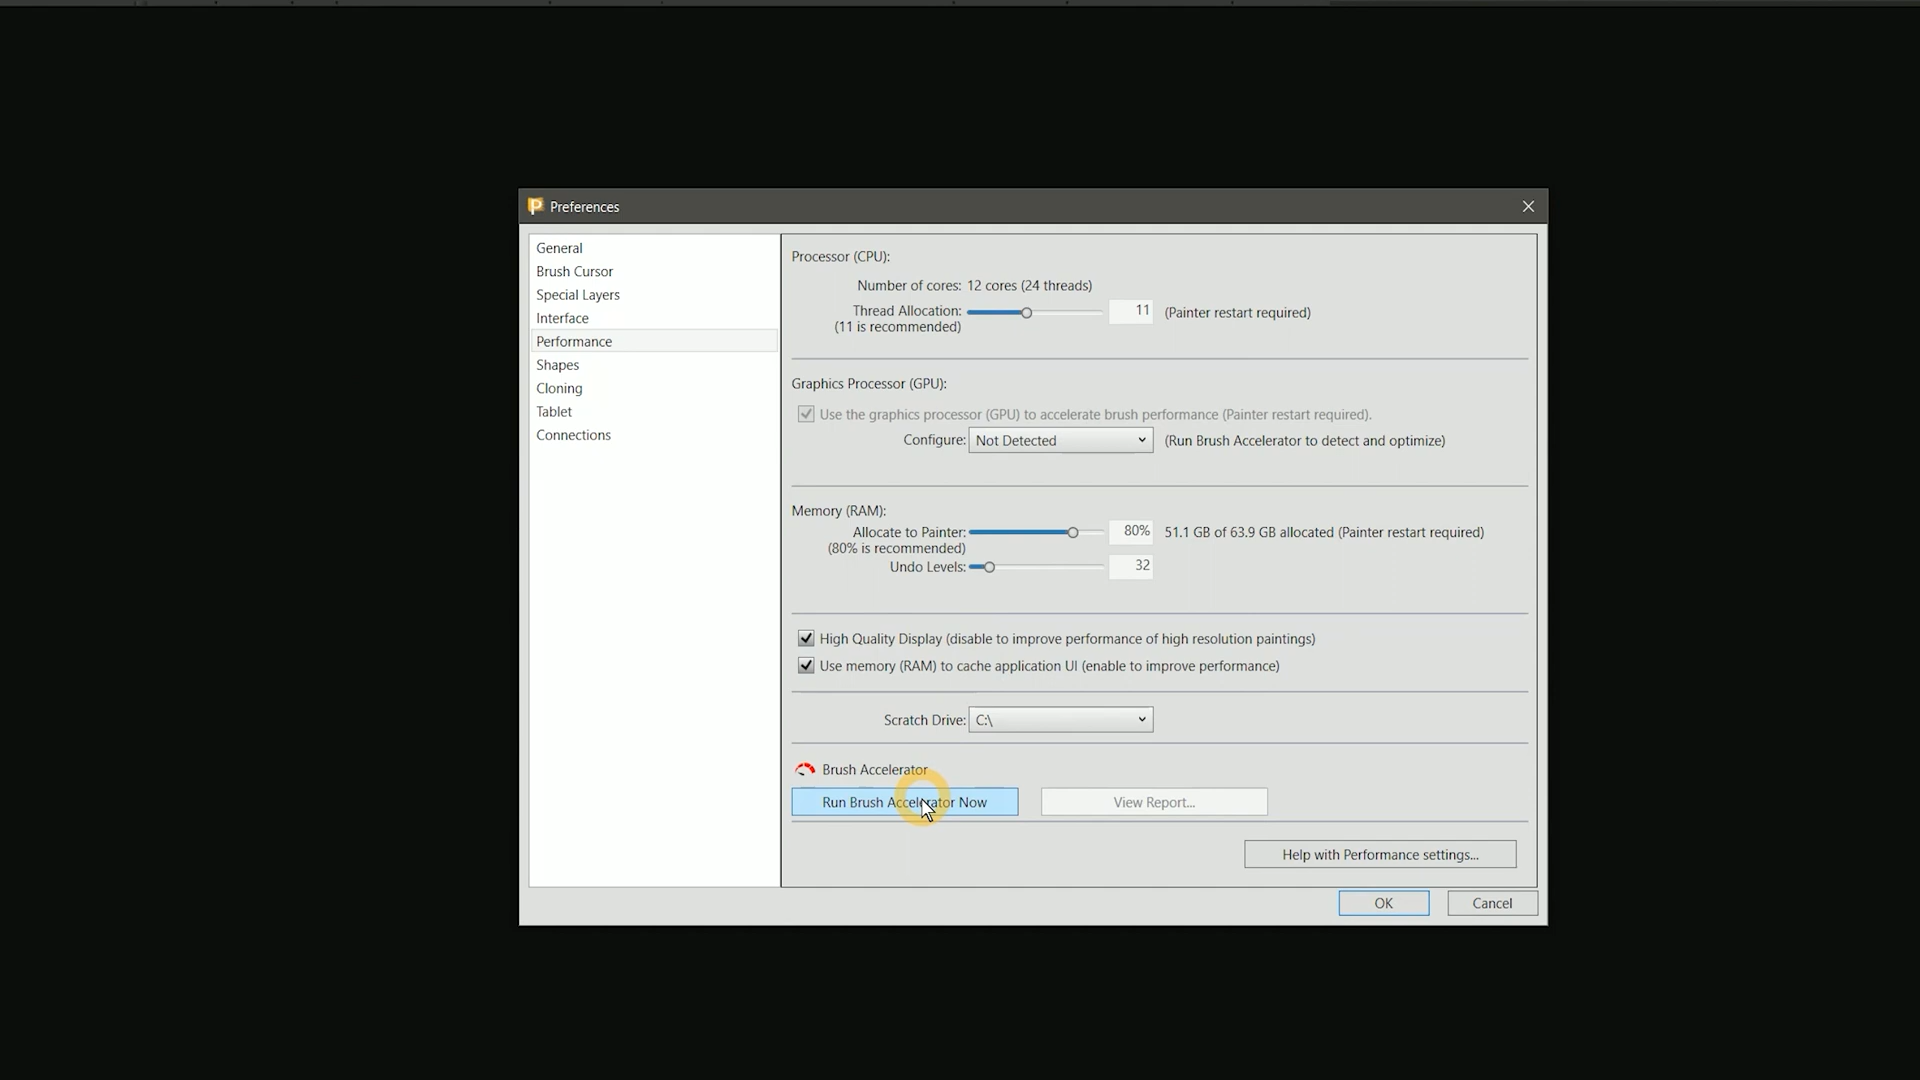 Preferences
General
Brush Cursor
Special Layers
Interface
Performance
Shapes
Cloning
Tablet
Connections
Processor (CPU):
Number of cores: 12 cores (24 threads)
Thread Allocation: 11 (Painter restart required)
(11 is recommended)
Graphics Processor (GPU):
Use the graphics processor (GPU) to accelerate brush performance (Painter restart required).
Configure: Not Detected (Run Brush Accelerator to detect and optimize)
Memory (RAM):
Allocate to Painter: 80% 51.1 GB of 63.9 GB allocated (Painter restart required)
(80% is recommended)
Undo Levels: 32
High Quality Display (disable to improve performance of high resolution paintings)
Use memory (RAM) to cache application UI (enable to improve performance)
Scratch Drive: C:\
Brush Accelerator
Run Brush Accelerator Now View Report...
Help with Performance settings...
OK Cancel